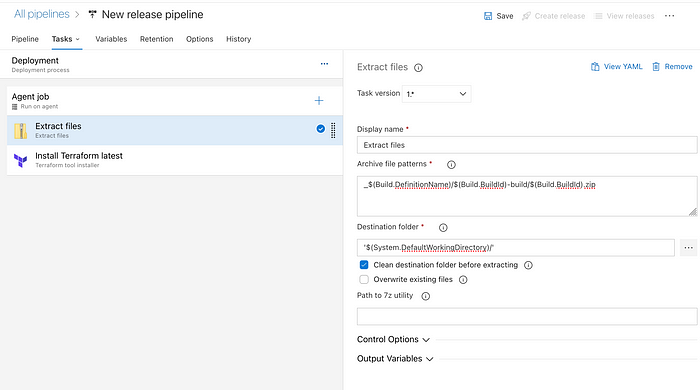 All pipelines > New release pipeline
Save Create release View releases ...
Pipeline Tasks Variables Retention Options History
Deployment
Deployment process
...
Agent job
Run on agent
+
Extract files
Extract files
Install Terraform latest
Terraform tool installer
Extract files
View YAML Remove
Task version 1.*
Display name *
Extract files
Archive file patterns *
_$(Build.DefinitionName)/$(Build.BuildId)-build/$(Build.BuildId).zip
Destination folder *
'$(System.DefaultWorkingDirectory)/'
...
Clean destination folder before extracting
Overwrite existing files
Path to 7z utility
Control Options
Output Variables